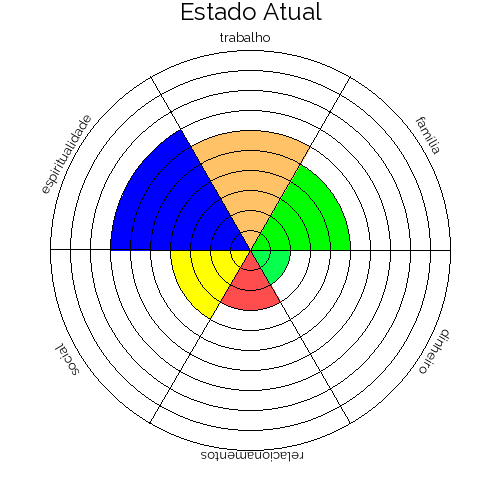 Estado Atual
trabalho
família
dinheiro
relacionamentos
social
espiritualidade